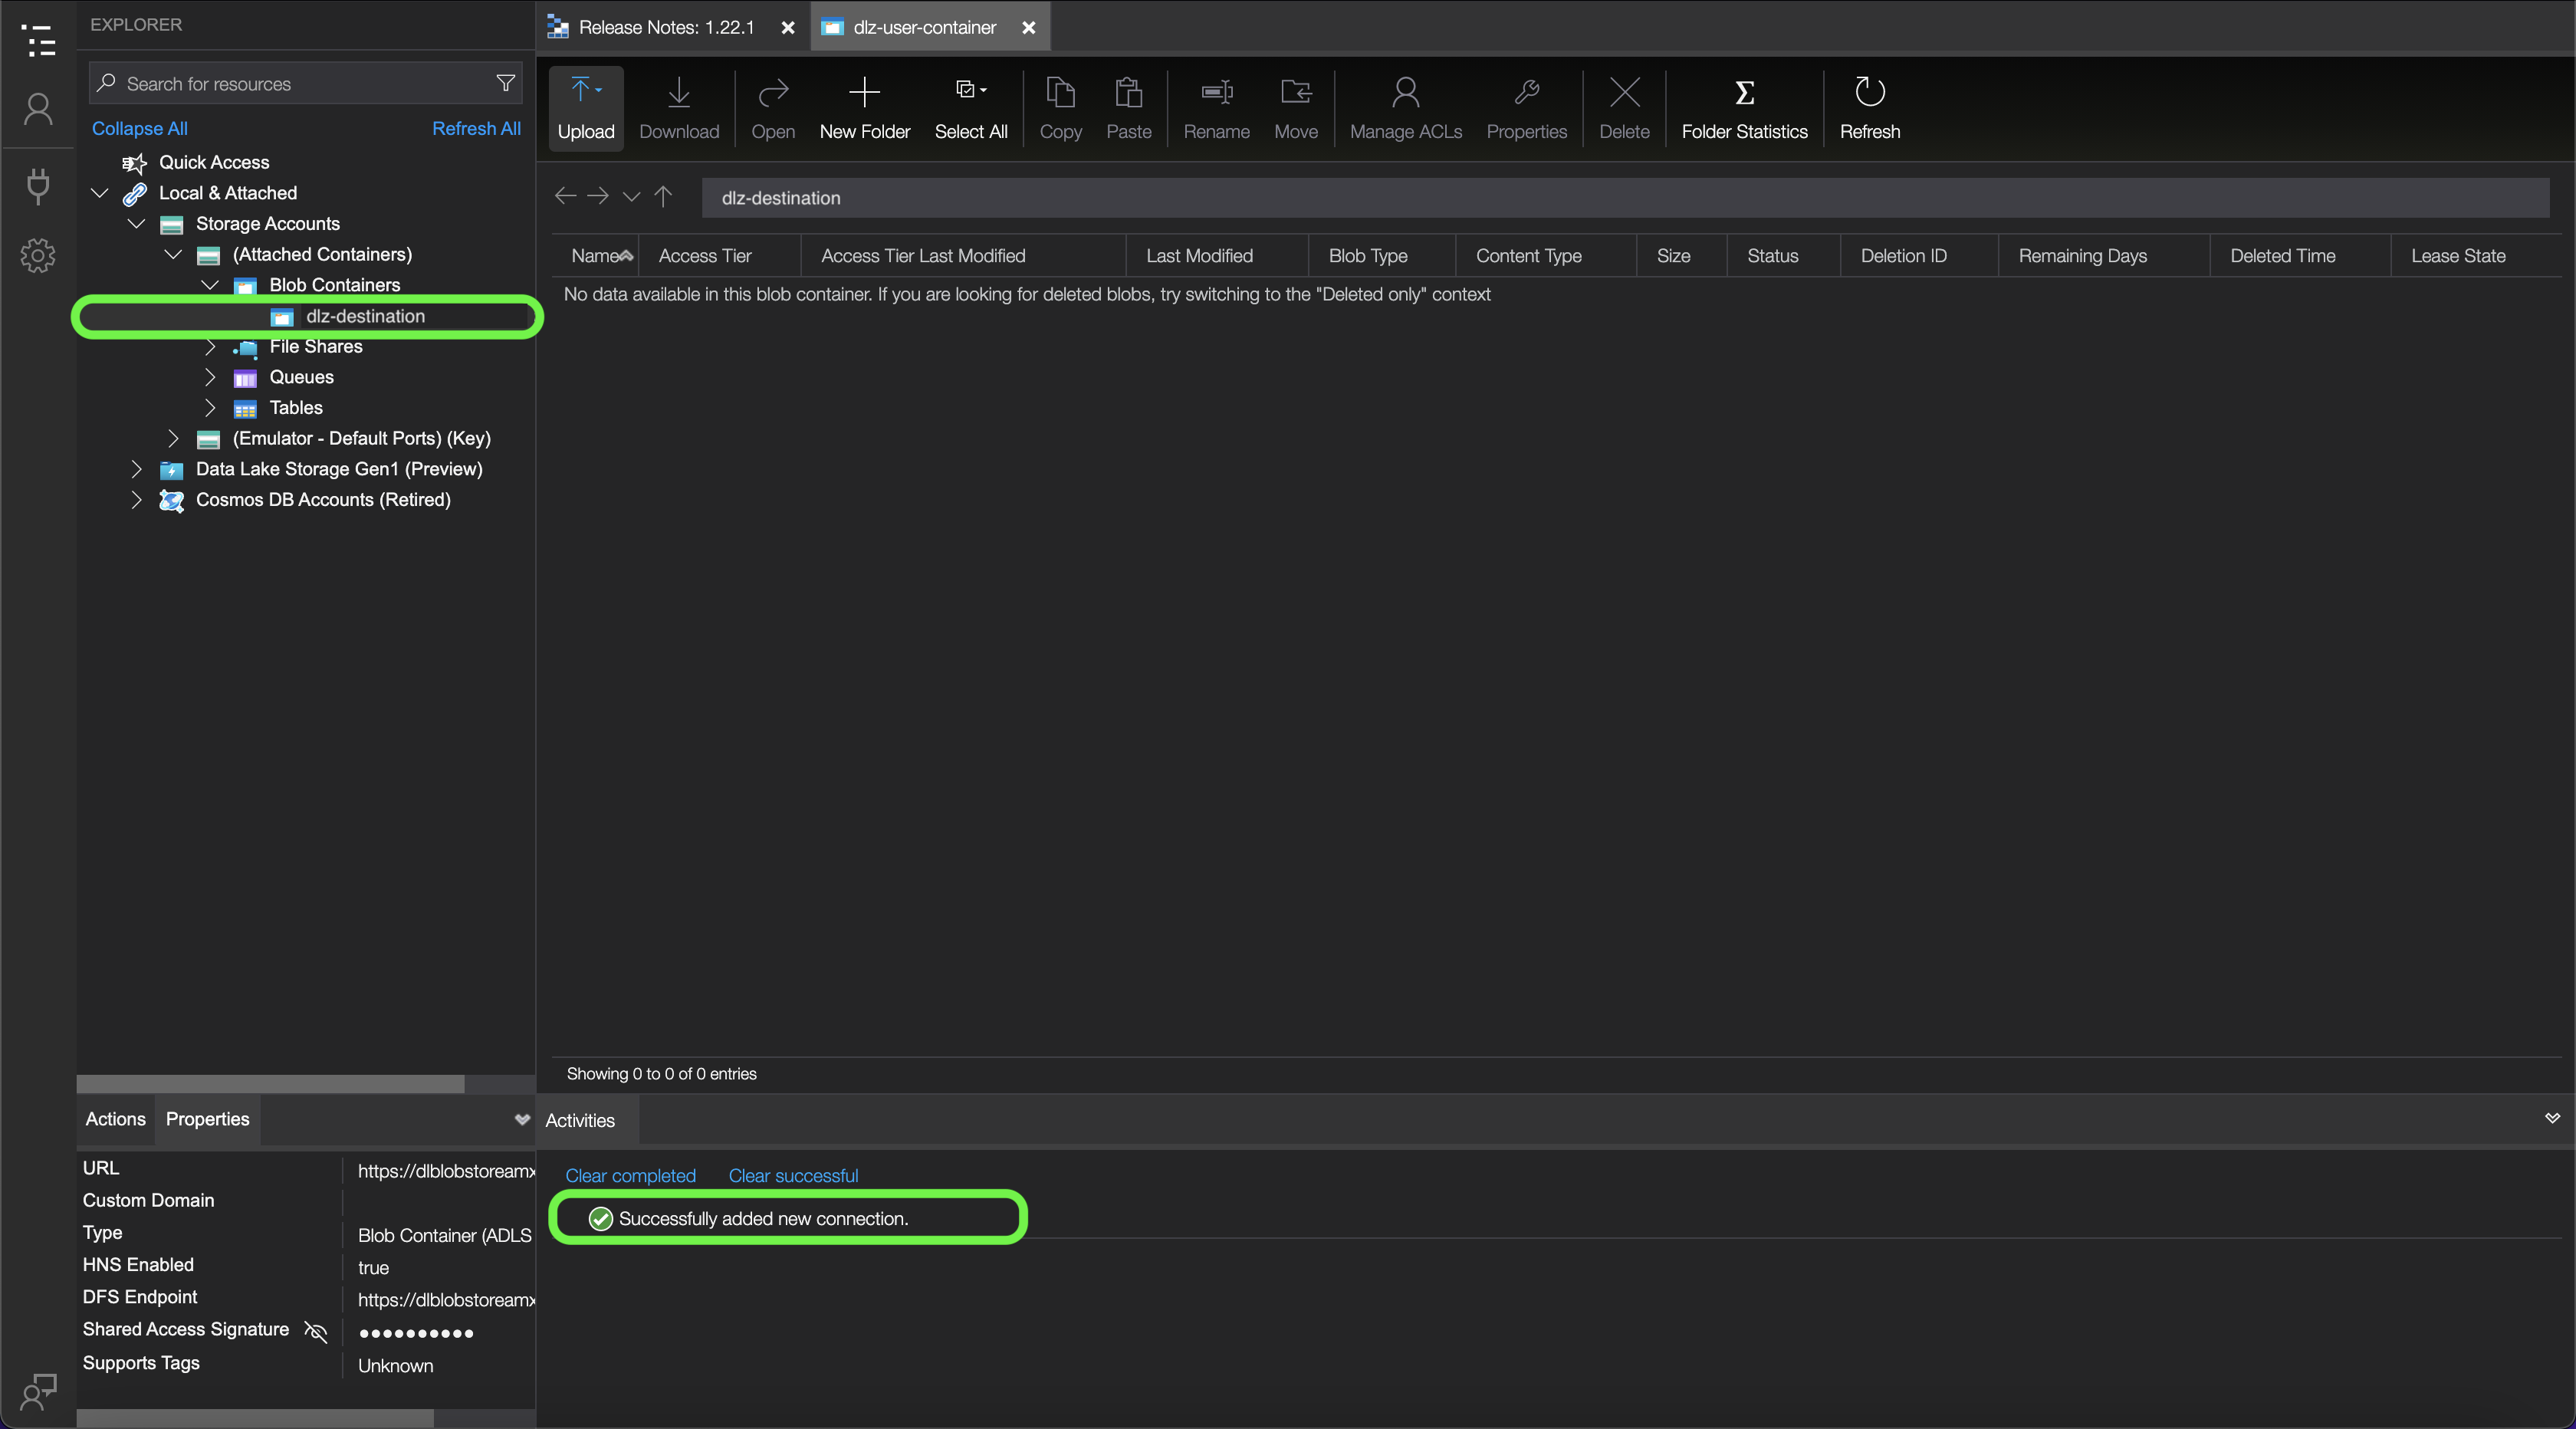 EXPLORER
Search for resources
Collapse All Refresh All
Quick Access
Local & Attached
Storage Accounts
(Attached Containers)
Blob Containers
dlz-destination
File Shares
Queues
Tables
(Emulator - Default Ports) (Key)
Data Lake Storage Gen1 (Preview)
Cosmos DB Accounts (Retired)
Actions Properties
URL https://dlblobstoreamx
Custom Domain
Type Blob Container (ADLS
HNS Enabled true
DFS Endpoint https://dlblobstoreamx
Shared Access Signature ●●●●●●●●●●
Supports Tags Unknown
Release Notes: 1.22.1 dlz-user-container
Upload Download Open New Folder Select All Copy Paste Rename Move Manage ACLs Properties Delete Folder Statistics Refresh
dlz-destination
Name Access Tier Access Tier Last Modified Last Modified Blob Type Content Type Size Status Deletion ID Remaining Days Deleted Time Lease State
No data available in this blob container. If you are looking for deleted blobs, try switching to the "Deleted only" context
Showing 0 to 0 of 0 entries
Activities
Clear completed Clear successful
Successfully added new connection.